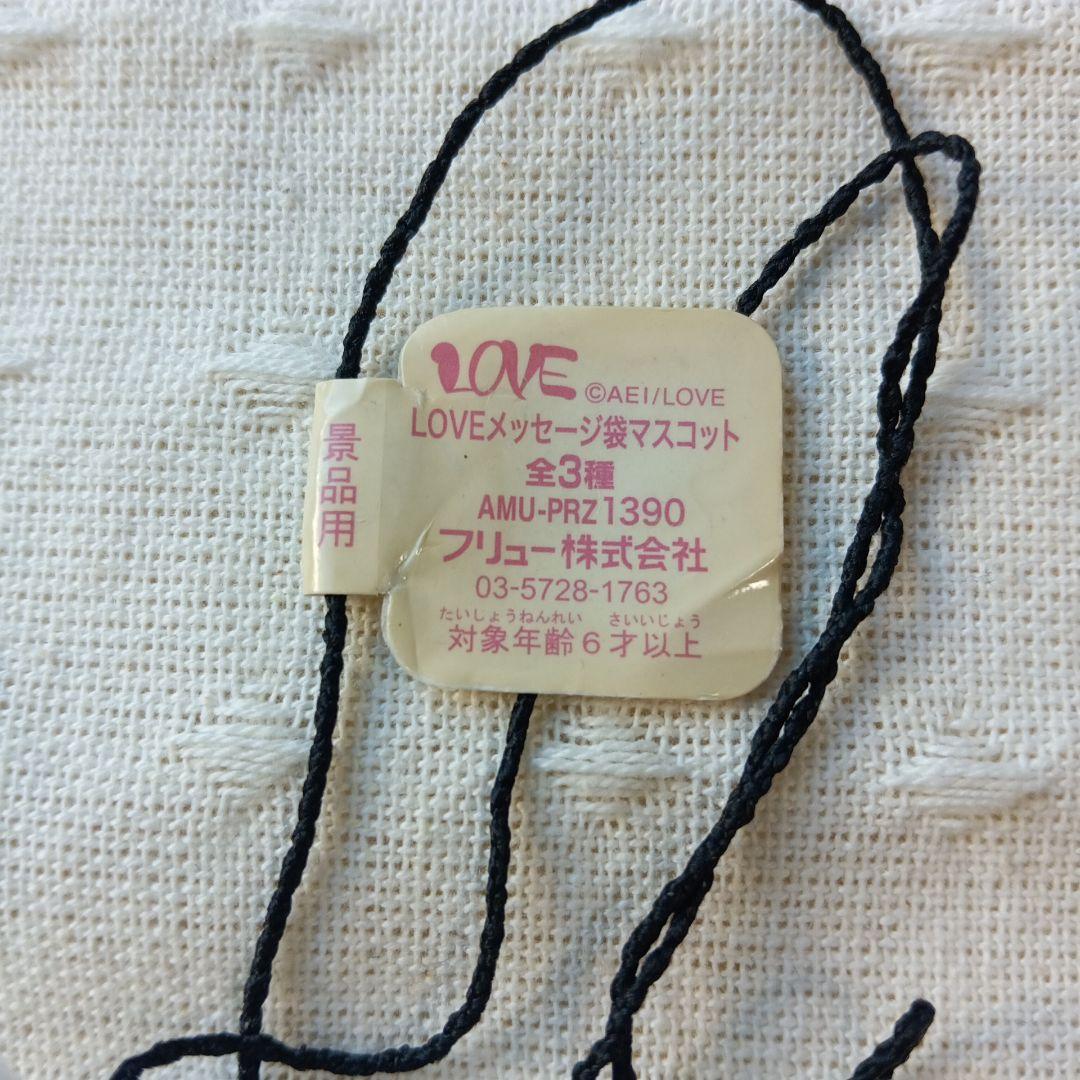 LOVE ©AEI/LOVE
LOVEメッセージ袋マスコット
全3種
AMU-PRZ1390
フリュー株式会社
03-5728-1763
たいしょうねんれい さいいじょう
対象年齢6才以上
景品用